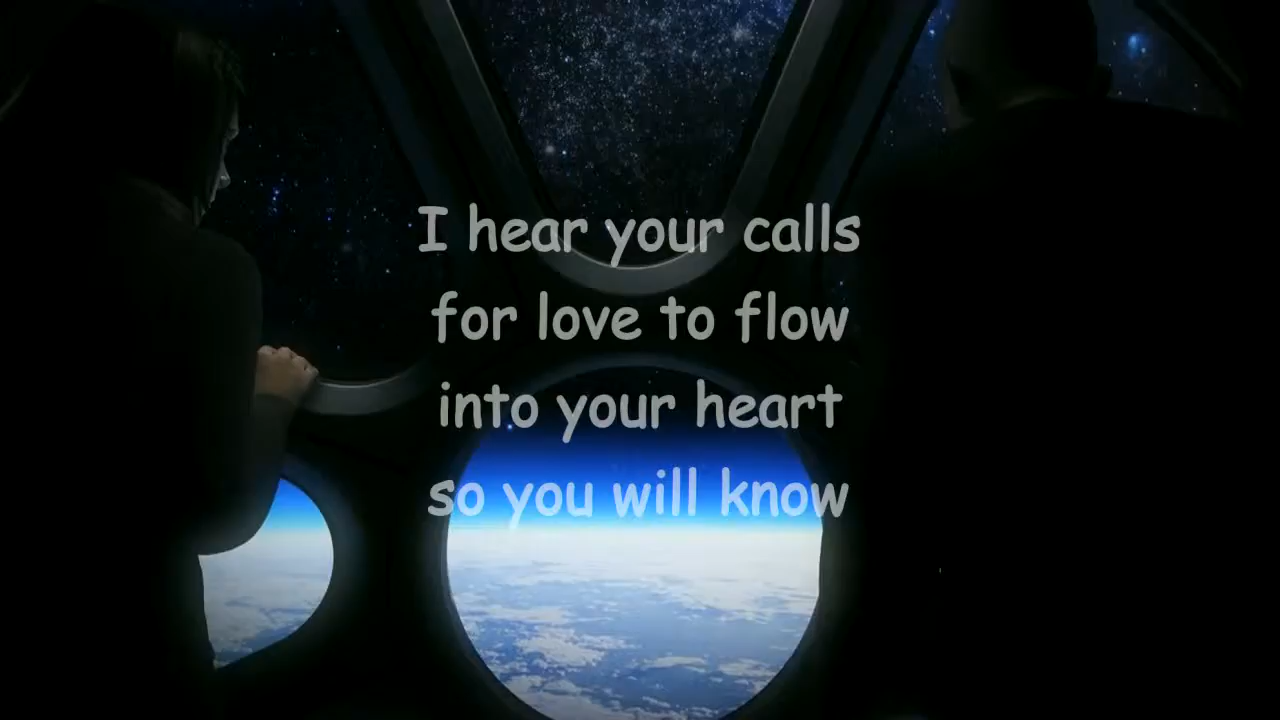 I hear your calls
for love to flow
into your heart
so you will know